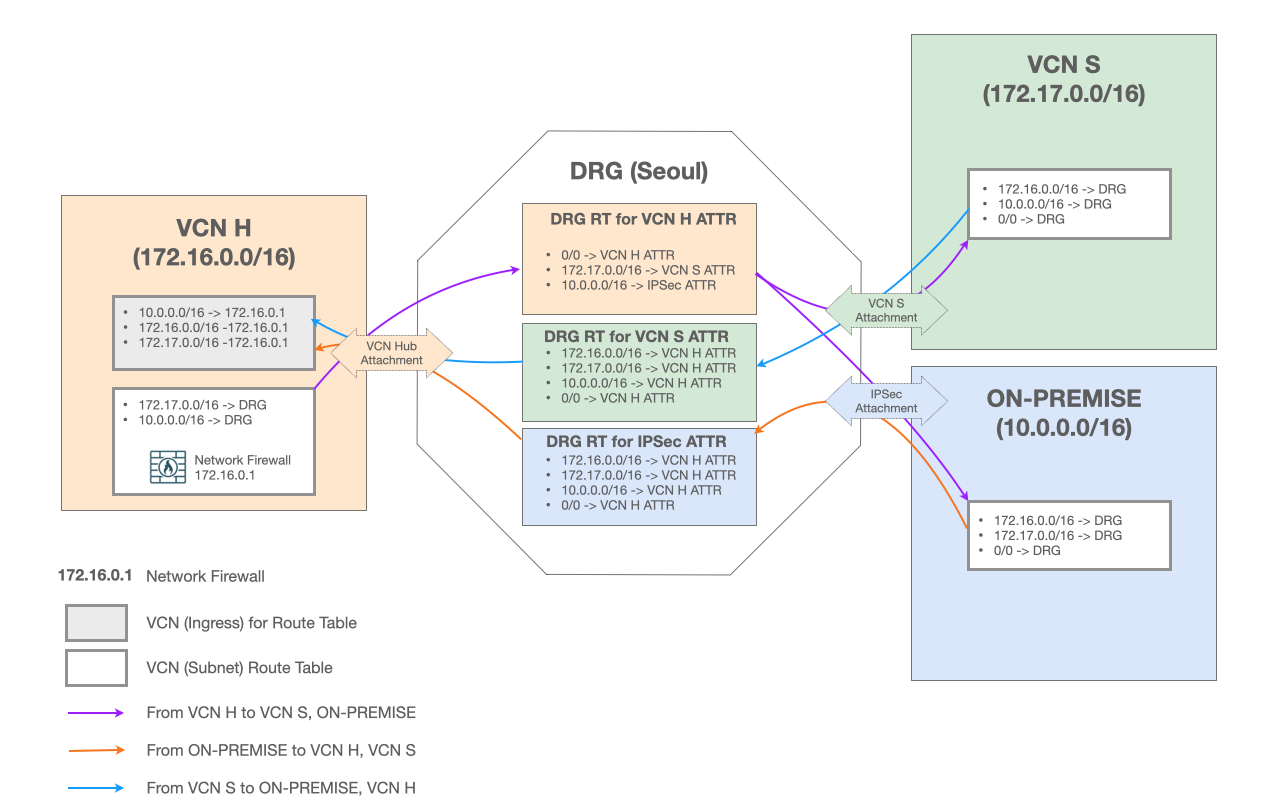 VCN H
(172.16.0.0/16)
• 10.0.0.0/16 -> 172.16.0.1
• 172.16.0.0/16 -172.16.0.1
• 172.17.0.0/16 -172.16.0.1
• 172.17.0.0/16 -> DRG
• 10.0.0.0/16 -> DRG
Network Firewall
172.16.0.1
VCN Hub
Attachment
DRG (Seoul)
DRG RT for VCN H ATTR
• 0/0 -> VCN H ATTR
• 172.17.0.0/16 -> VCN S ATTR
• 10.0.0.0/16 -> IPSec ATTR
DRG RT for VCN S ATTR
• 172.16.0.0/16 -> VCN H ATTR
• 172.17.0.0/16 -> VCN H ATTR
• 10.0.0.0/16 -> VCN H ATTR
• 0/0 -> VCN H ATTR
DRG RT for IPSec ATTR
• 172.16.0.0/16 -> VCN H ATTR
• 172.17.0.0/16 -> VCN H ATTR
• 10.0.0.0/16 -> VCN H ATTR
• 0/0 -> VCN H ATTR
VCN S
(172.17.0.0/16)
• 172.16.0.0/16 -> DRG
• 10.0.0.0/16 -> DRG
• 0/0 -> DRG
VCN S
Attachment
IPSec
Attachment
ON-PREMISE
(10.0.0.0/16)
• 172.16.0.0/16 -> DRG
• 172.17.0.0/16 -> DRG
• 0/0 -> DRG
172.16.0.1 Network Firewall
VCN (Ingress) for Route Table
VCN (Subnet) Route Table
From VCN H to VCN S, ON-PREMISE
From ON-PREMISE to VCN H, VCN S
From VCN S to ON-PREMISE, VCN H